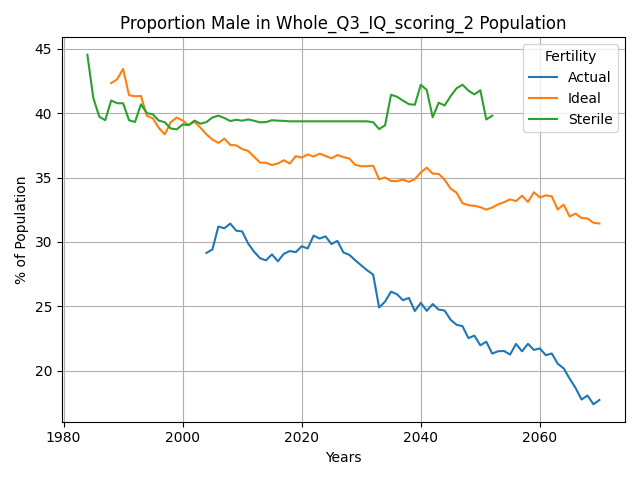 Proportion Male in Whole_Q3_IQ_scoring_2 Population
Fertility
Actual
Ideal
Sterile
% of Population
45
40
35
30
25
20
1980
2000
2020
2040
2060
Years